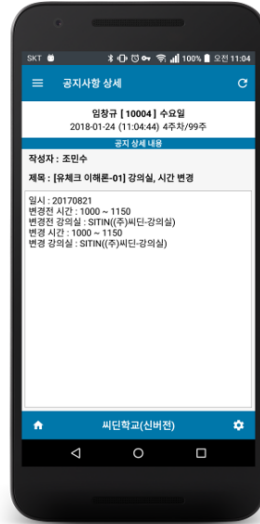 SKT 100% 오전 11:04
공지사항 상세
임창규 [ 10004 ] 수요일
2018-01-24 (11:04:44) 4주차/99주
공지 상세 내용
작성자 : 조민수
제목 : [유체크 이해론-01] 강의실, 시간 변경
일시 : 20170821
변경전 시간 : 1000 ~ 1150
변경전 강의실 : SITIN((주)씨딘-강의실)
변경 시간 : 1000 ~ 1150
변경 강의실 : SITIN((주)씨딘-강의실)
씨딘학교(신버전)